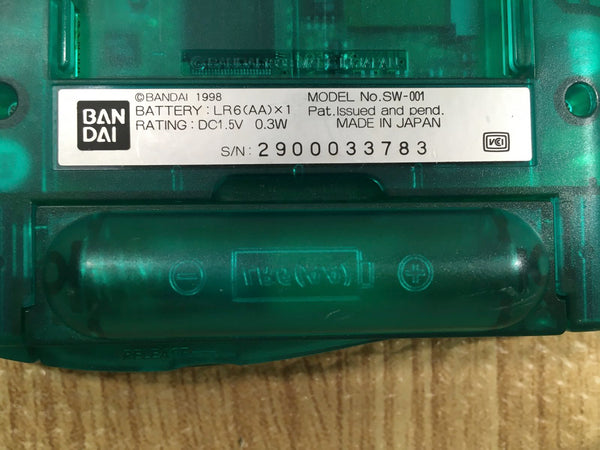 BAN
DAI
©BANDAI 1998
BATTERY : LR6(AA)×1
RATING : DC1.5V 0.3W
MODEL No.SW-001
Pat. Issued and pend.
MADE IN JAPAN
S/N: 2900033783
VCI
LR6(AA)